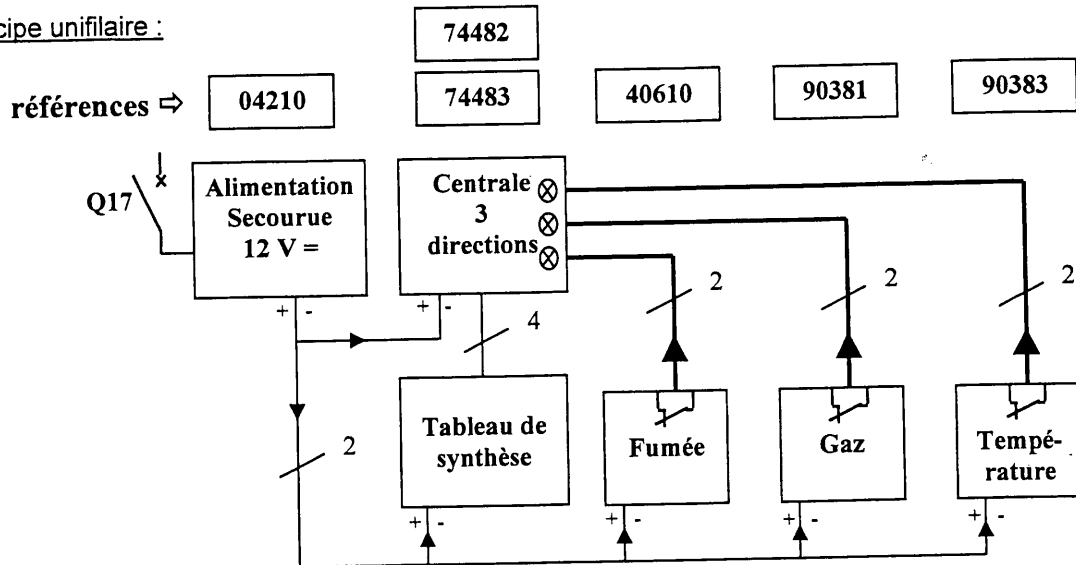 cipe unifilaire :
74482
références ⇨ 04210 74483 40610 90381 90383
Q17
Alimentation
Secourue
12 V =
Centrale
3
directions
2 2 2
+ - + -
4
2
Tableau de
synthèse
Fumée
Gaz
Tempé-
rature
+ - + - + - + -